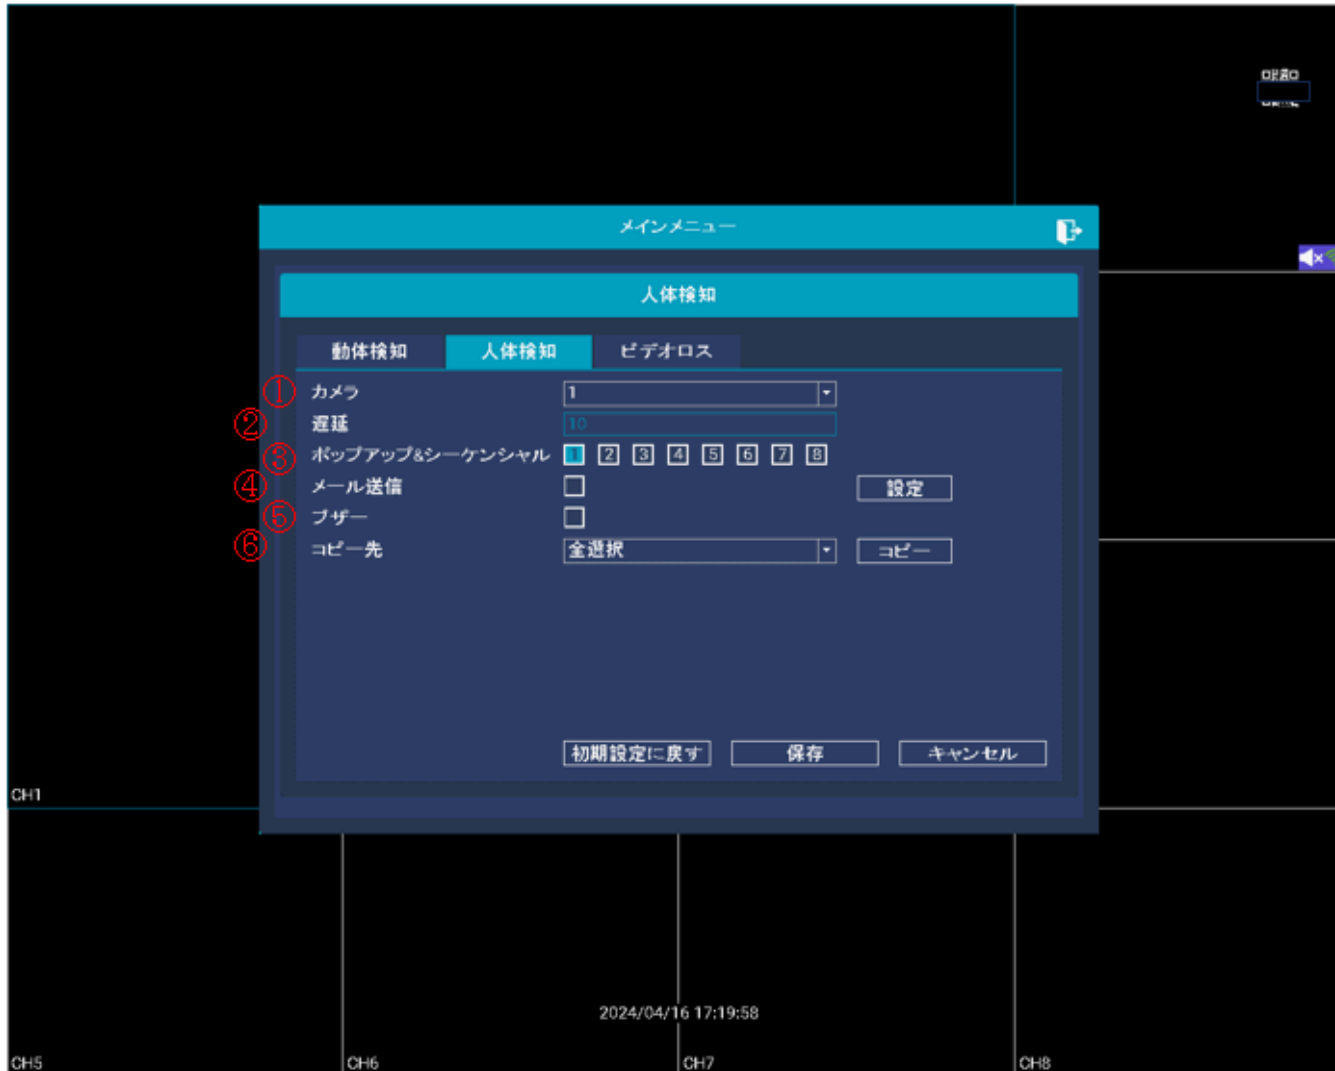 メインメニュー
人体検知
動体検知 人体検知 ビデオロス
① カメラ 1
② 遅延 10
③ ポップアップ&シーケンシャル 1 2 3 4 5 6 7 8
④ メール送信 設定
⑤ ブザー
⑥ コピー先 全選択 コピー
初期設定に戻す 保存 キャンセル
CH1
2024/04/16 17:19:58
CH5 CH6 CH7 CH8